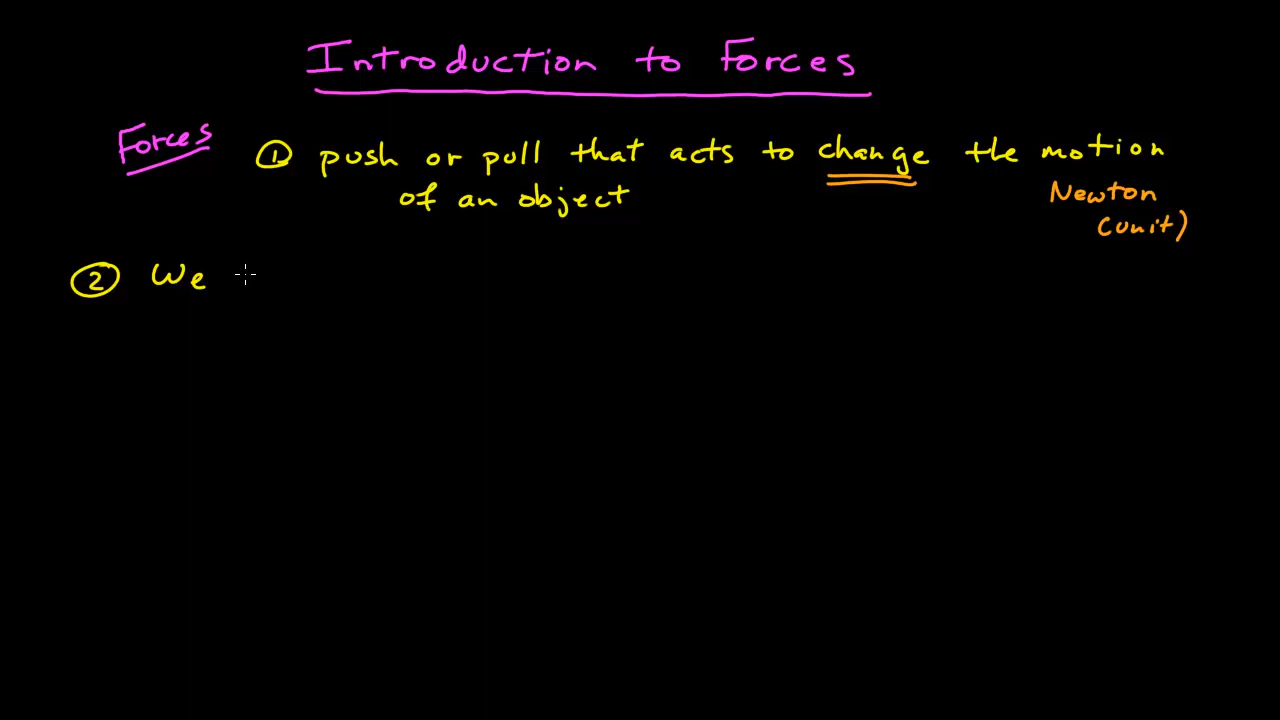 Introduction to Forces
Forces ① push or pull that acts to change the motion
of an object
Newton
(unit)
② We